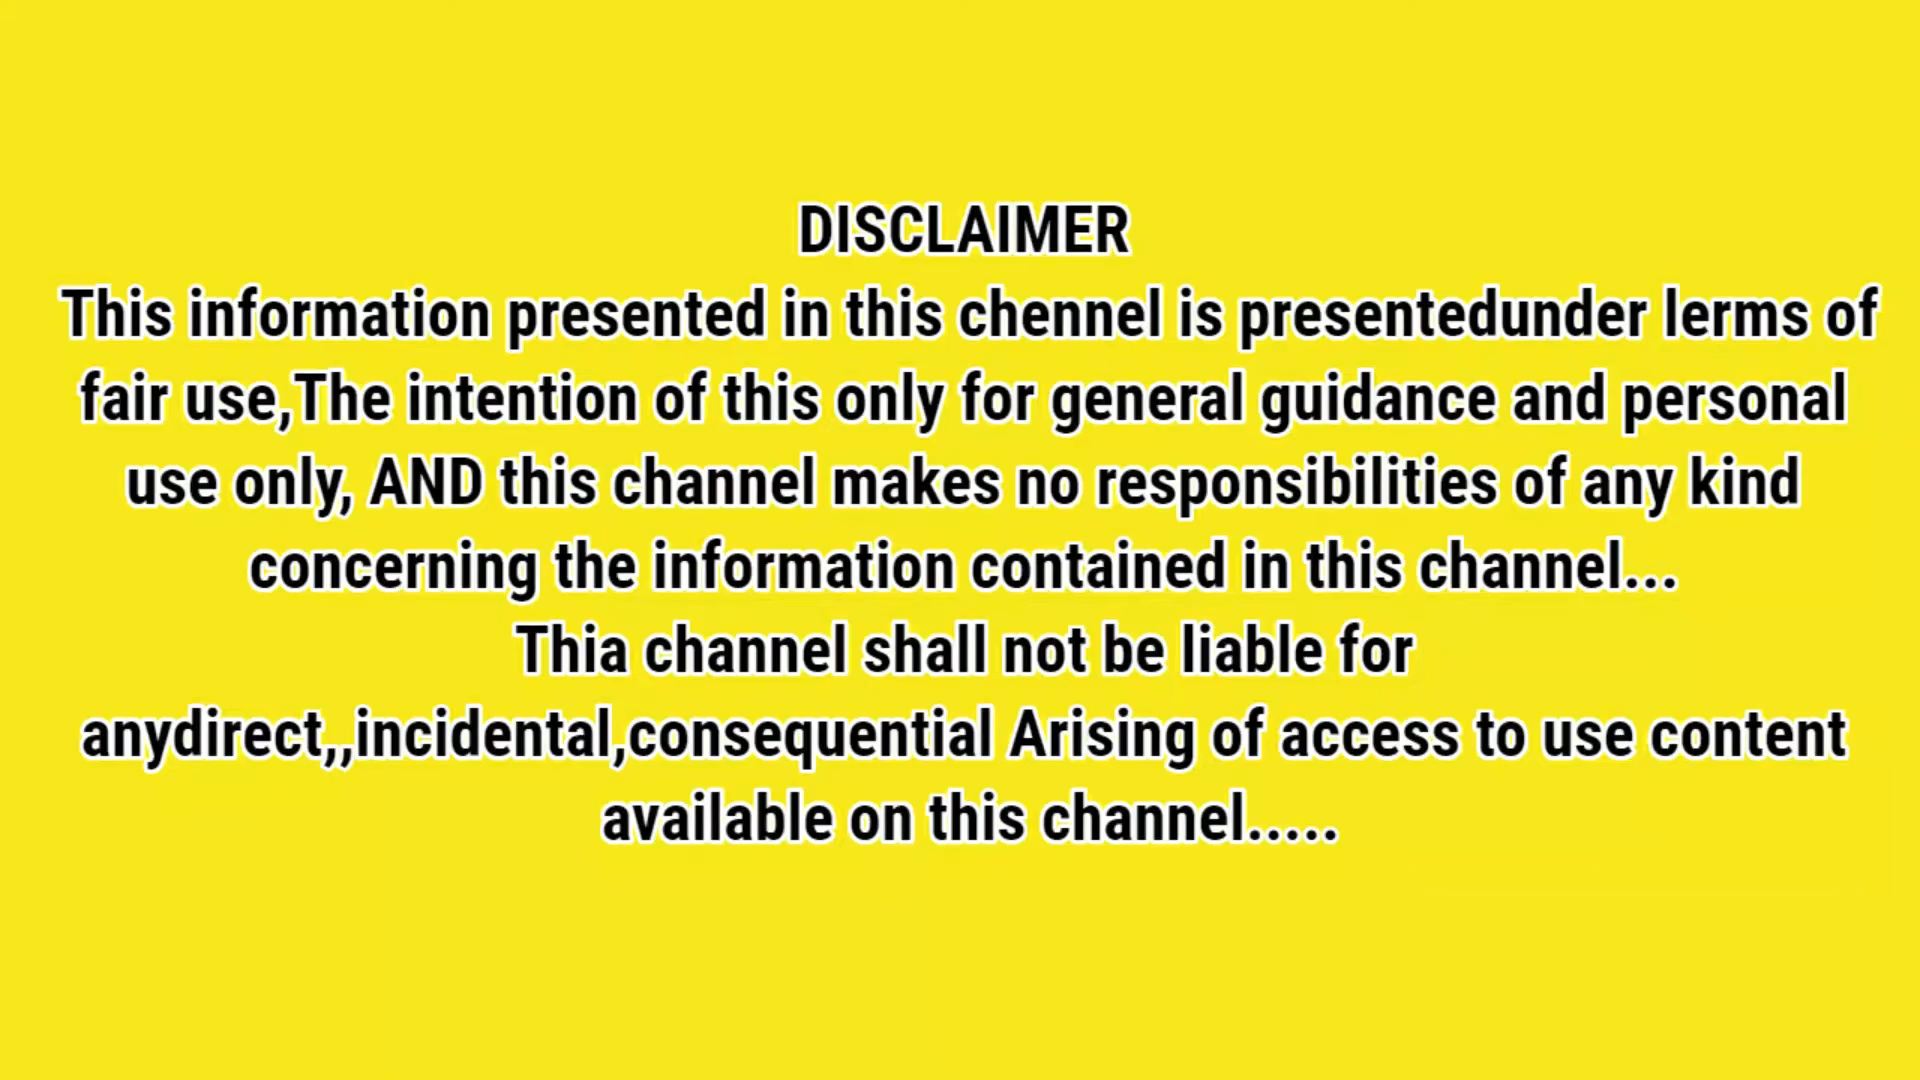 DISCLAIMER
This information presented in this chennel is presentedunder lerms of
fair use,The intention of this only for general guidance and personal
use only, AND this channel makes no responsibilities of any kind
concerning the information contained in this channel...
Thia channel shall not be liable for
anydirect,,incidental,consequential Arising of access to use content
available on this channel.....